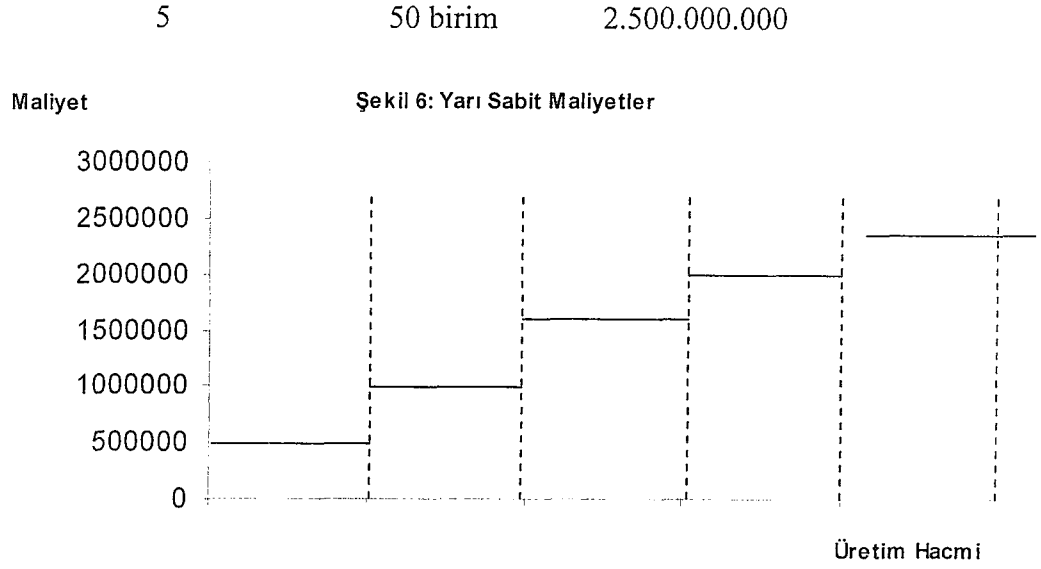 5 50 birim 2.500.000.000
Maliyet Şekil 6: Yarı Sabit Maliyetler
3000000
2500000
2000000
1500000
1000000
500000
0
Üretim Hacmi